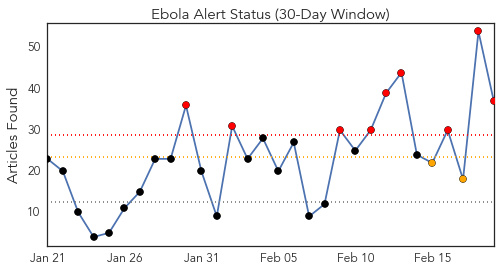 Ebola Alert Status (30-Day Window)
Articles Found
50
40
30
20
10
Jan 21 Jan 26 Jan 31 Feb 05 Feb 10 Feb 15